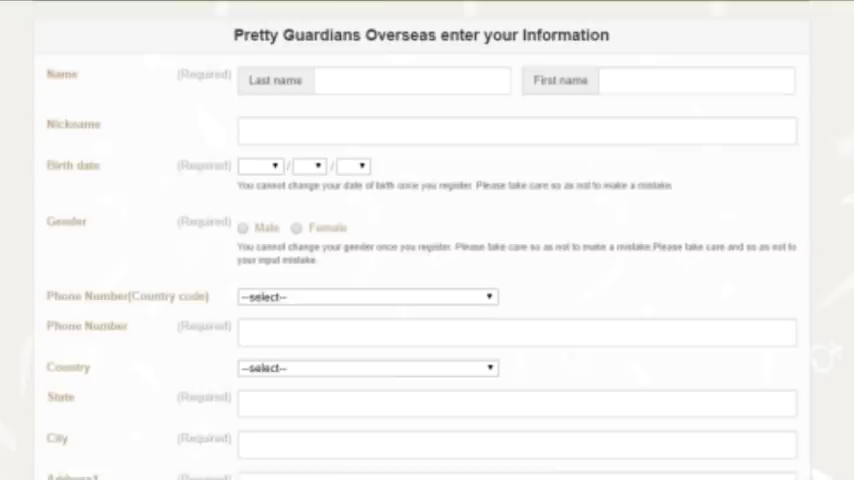 Pretty Guardians Overseas enter your Information
Name (Required) Last name First name
Nickname
Birth date (Required) / /
You cannot change your date of birth once you register. Please take care so as not to make a mistake.
Gender (Required) Male Female
You cannot change your gender once you register. Please take care so as not to make a mistake.Please take care and so as not to
your input mistake.
Phone Number(Country code) --select--
Phone Number (Required)
Country --select--
State (Required)
City (Required)
Address1 (Required)